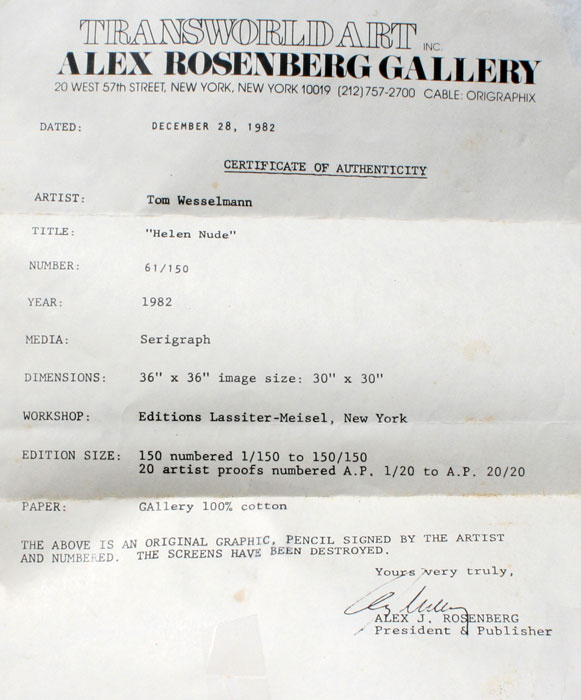 TRANSWORLD ART INC.
ALEX ROSENBERG GALLERY
20 WEST 57th STREET, NEW YORK, NEW YORK 10019 (212) 757-2700 CABLE: ORIGRAPHIX
DATED: DECEMBER 28, 1982
CERTIFICATE OF AUTHENTICITY
ARTIST: Tom Wesselmann
TITLE: "Helen Nude"
NUMBER: 61/150
YEAR: 1982
MEDIA: Serigraph
DIMENSIONS: 36" x 36" image size: 30" x 30"
WORKSHOP: Editions Lassiter-Meisel, New York
EDITION SIZE: 150 numbered 1/150 to 150/150
20 artist proofs numbered A.P. 1/20 to A.P. 20/20
PAPER: GAllery 100% cotton
THE ABOVE IS AN ORIGINAL GRAPHIC, PENCIL SIGNED BY THE ARTIST
AND NUMBERED. THE SCREENS HAVE BEEN DESTROYED.
Yours very truly,
ALEX J. ROSENBERG
President & Publisher